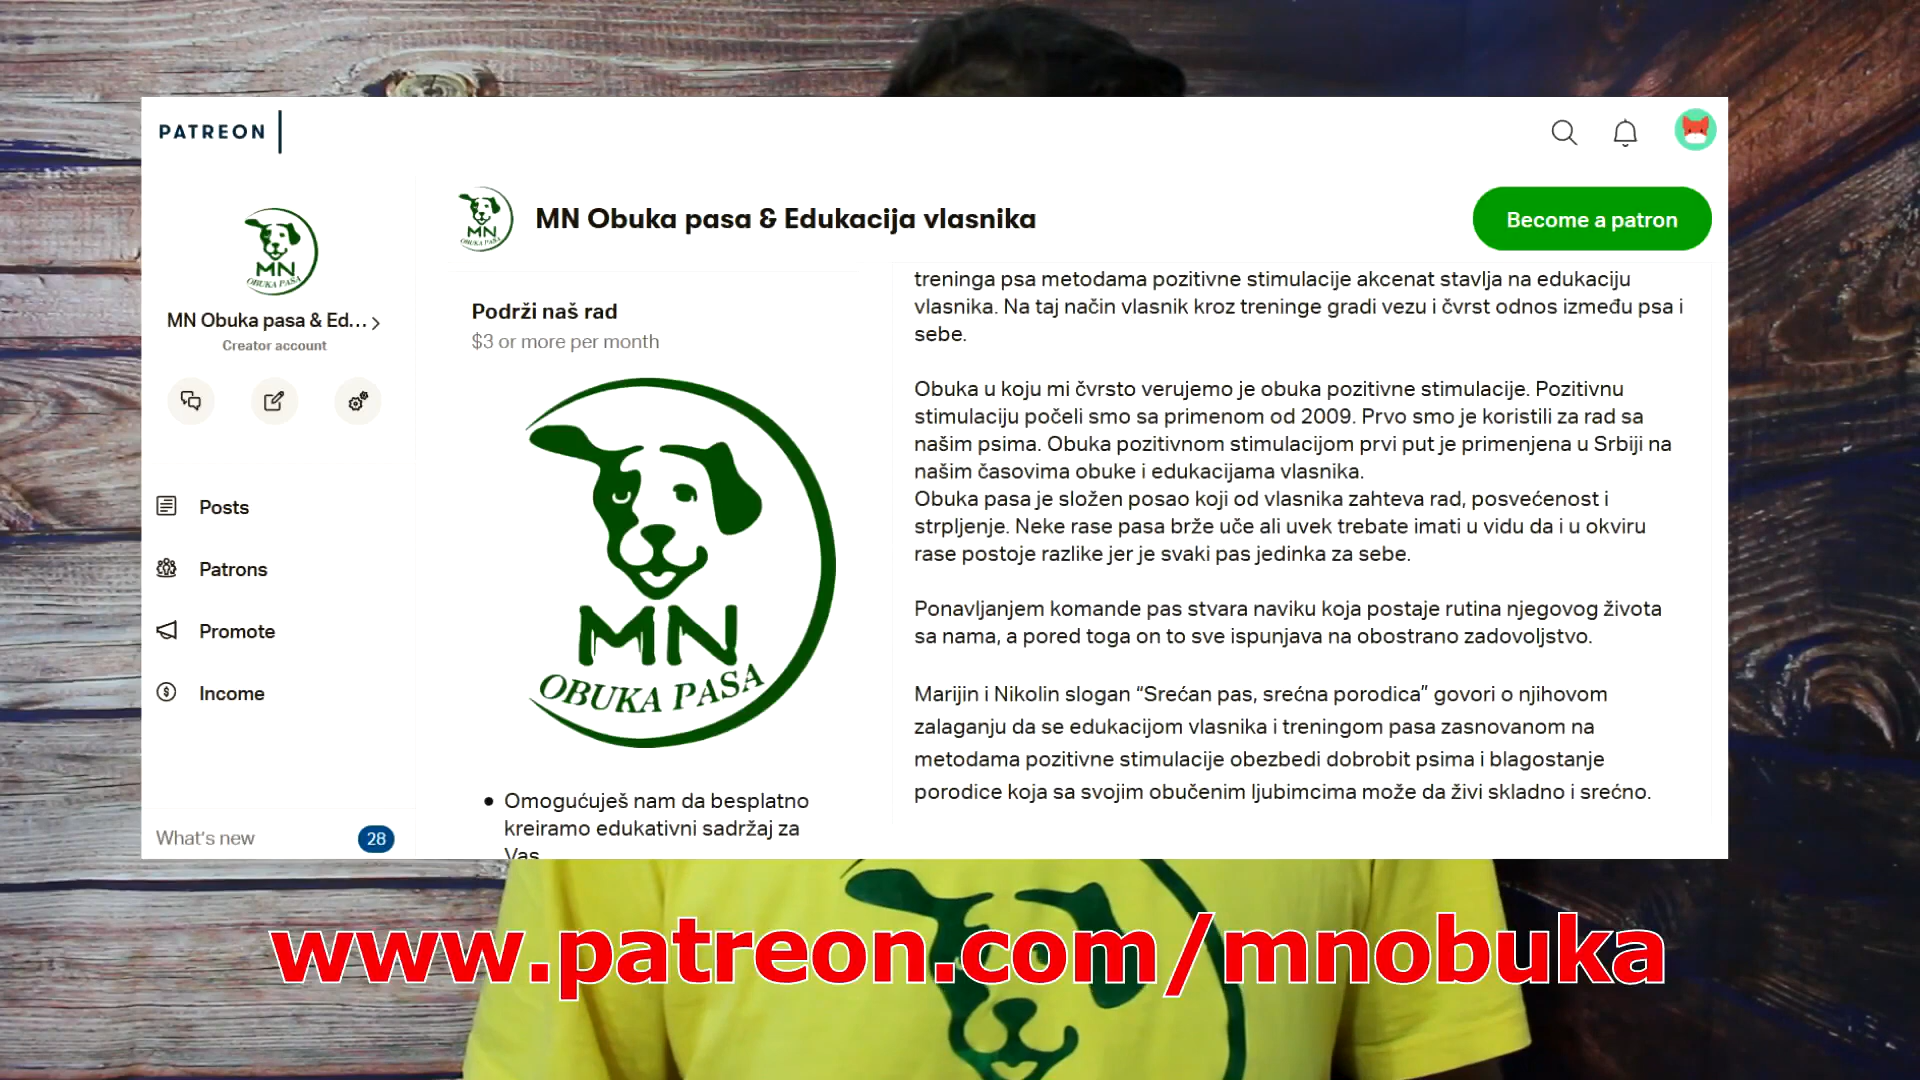 PATREON
MN
OBUKA PASA
MN Obuka pasa & Ed...
Creator account
Posts
Patrons
Promote
Income
What's new
28
MN
OBUKA PASA
MN Obuka pasa & Edukacija vlasnika
Become a patron
Podrži naš rad
$3 or more per month
MN
OBUKA PASA
Omogućuješ nam da besplatno
kreiramo edukativni sadržaj za
Vas
treninga psa metodama pozitivne stimulacije akcenat stavlja na edukaciju
vlasnika. Na taj način vlasnik kroz treninge gradi vezu i čvrst odnos između psa i
sebe.
Obuka u koju mi čvrsto verujemo je obuka pozitivne stimulacije. Pozitivnu
stimulaciju počeli smo sa primenom od 2009. Prvo smo je koristili za rad sa
našim psima. Obuka pozitivnom stimulacijom prvi put je primenjena u Srbiji na
našim časovima obuke i edukacijama vlasnika.
Obuka pasa je složen posao koji od vlasnika zahteva rad, posvećenost i
strpljenje. Neke rase pasa brže uče ali uvek trebate imati u vidu da i u okviru
rase postoje razlike jer je svaki pas jedinka za sebe.
Ponavljanjem komande pas stvara naviku koja postaje rutina njegovog života
sa nama, a pored toga on to sve ispunjava na obostrano zadovoljstvo.
Marijin i Nikolin slogan “Srećan pas, srećna porodica” govori o njihovom
zalaganju da se edukacijom vlasnika i treningom pasa zasnovanom na
metodama pozitivne stimulacije obezbedi dobrobit psima i blagostanje
porodice koja sa svojim obučenim ljubimcima može da živi skladno i srećno.
www.patreon.com/mnobuka